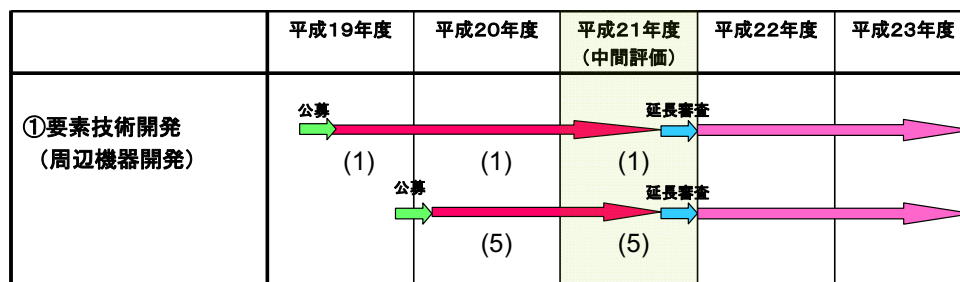 平成19年度 平成20年度 平成21年度 平成22年度 平成23年度
(中間評価)
公募 延長審査
①要素技術開発
(周辺機器開発)
(1) (1) (1)
公募 延長審査
(5) (5)